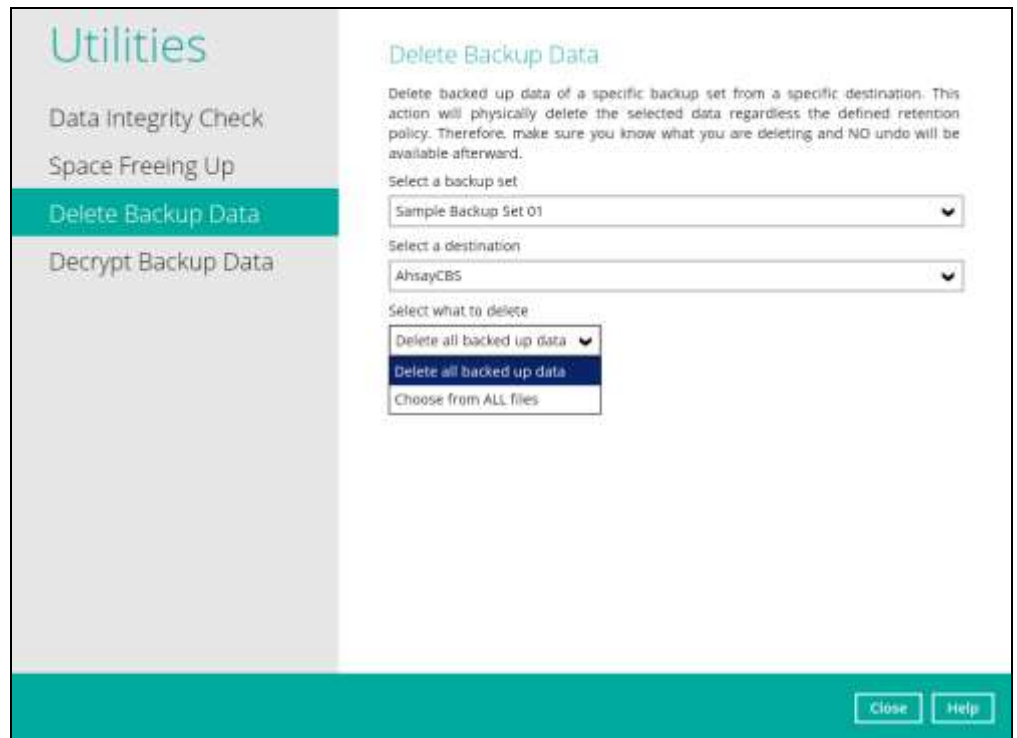 Utilities
Data Integrity Check
Space Freeing Up
Delete Backup Data
Decrypt Backup Data
Delete Backup Data
Delete backed up data of a specific backup set from a specific destination. This
action will physically delete the selected data regardless the defined retention
policy. Therefore, make sure you know what you are deleting and NO undo will be
available afterward.
Select a backup set
Sample Backup Set 01
Select a destination
AhsayCBS
Select what to delete
Delete all backed up data
Delete all backed up data
Choose from ALL files
Close
Help